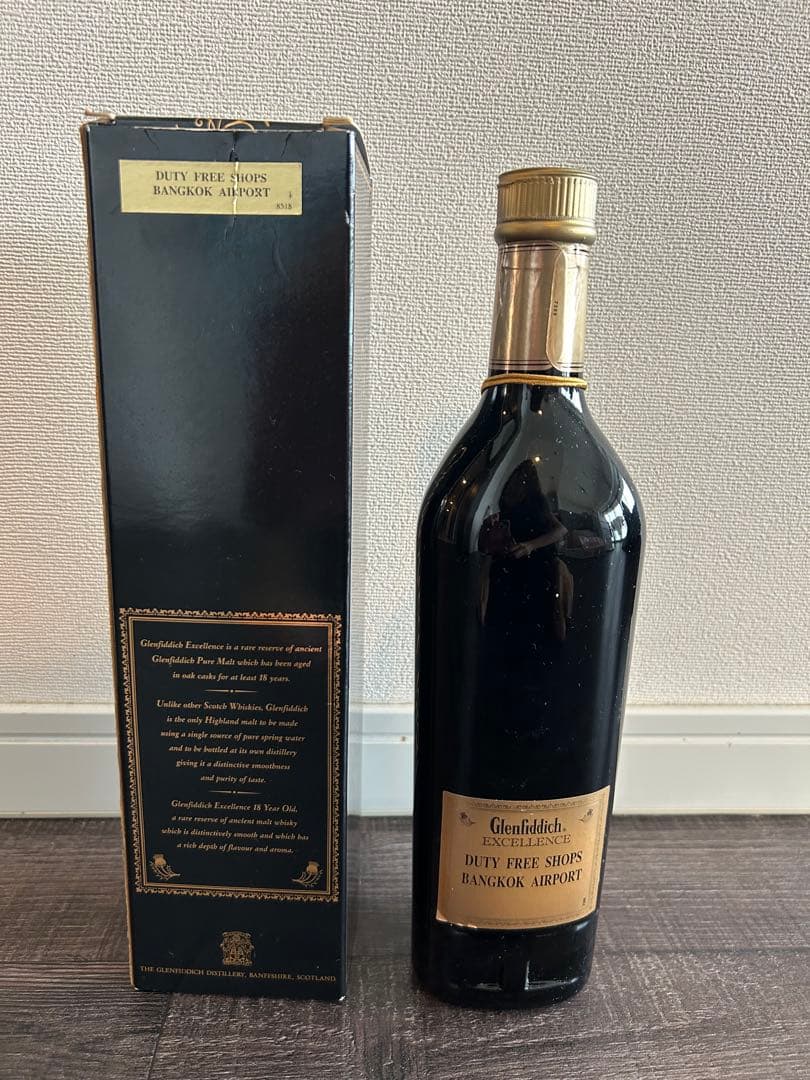 DUTY FREE SHOPS
BANGKOK AIRPORT
8518
Glenfiddich Excellence is a rare reserve of ancient
Glenfiddich Pure Malt which has been aged
in oak casks for at least 18 years.
Unlike other Scotch Whiskies, Glenfiddich
is the only Highland malt to be made
using a single source of pure spring water
and to be bottled at its own distillery
giving it a distinctive smoothness
and purity of taste.
Glenfiddich Excellence 18 Year Old,
a rare reserve of ancient malt whisky
which is distinctively smooth and which has
a rich depth of flavour and aroma.
THE GLENFIDDICH DISTILLERY, BANFFSHIRE, SCOTLAND
Glenfiddich®
EXCELLENCE
DUTY FREE SHOPS
BANGKOK AIRPORT